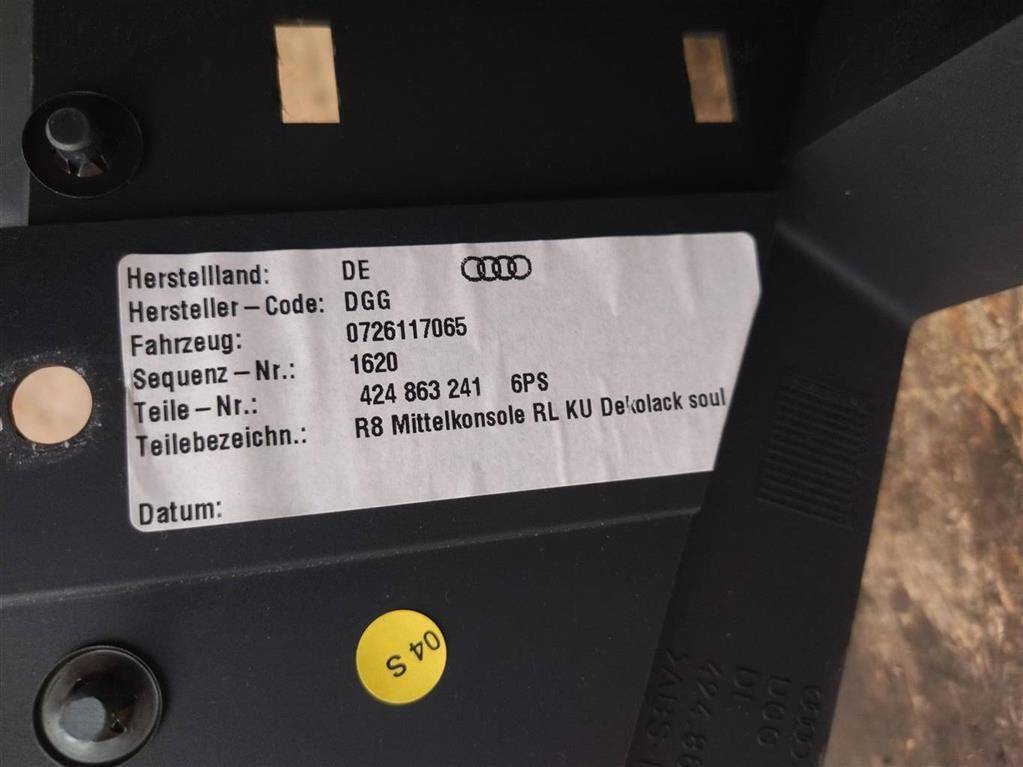 Herstellland: DE
Hersteller-Code: DGG
Fahrzeug: 0726117065
Sequenz-Nr.: 1620
Teile-Nr.: 424 863 241 6PS
Teilebezeichn.: R8 Mittelkonsole RL KU Dekolack soul
Datum:
04 S
DGG